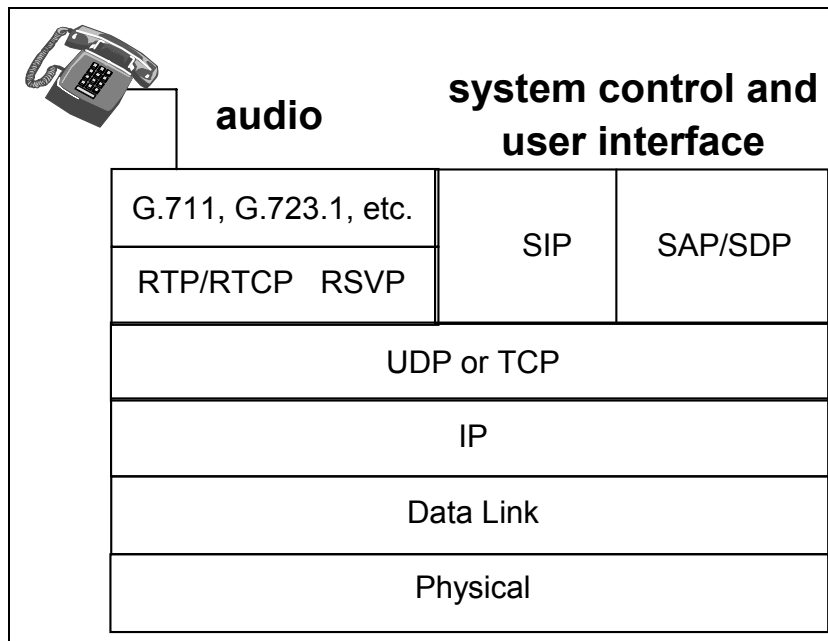 audio
system control and
user interface
G.711, G.723.1, etc.
RTP/RTCP RSVP
SIP
SAP/SDP
UDP or TCP
IP
Data Link
Physical